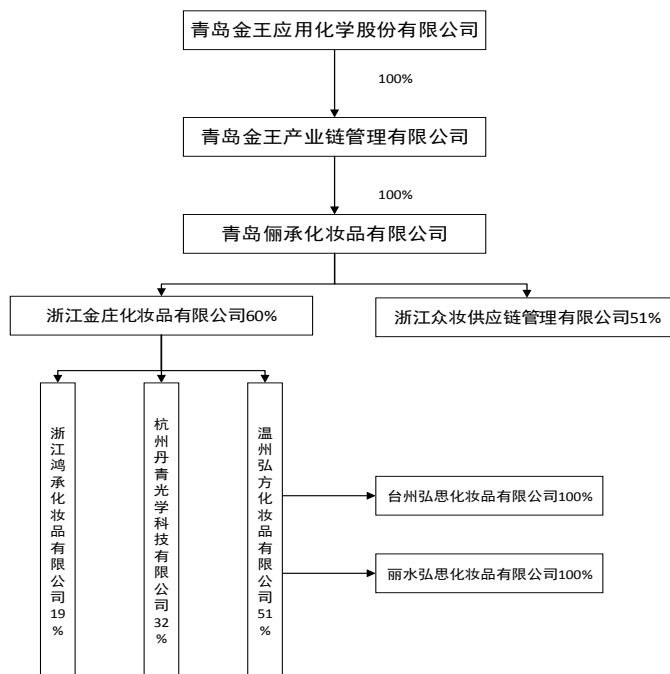 青岛金王应用化学股份有限公司
100%
青岛金王产业链管理有限公司
100%
青岛俪承化妆品有限公司
浙江金庄化妆品有限公司60%
浙江众妆供应链管理有限公司51%
浙江鸿承化妆品有限公司19%
杭州丹青光学科技有限公司32%
温州弘方化妆品有限公司51%
台州弘思化妆品有限公司100%
丽水弘思化妆品有限公司100%